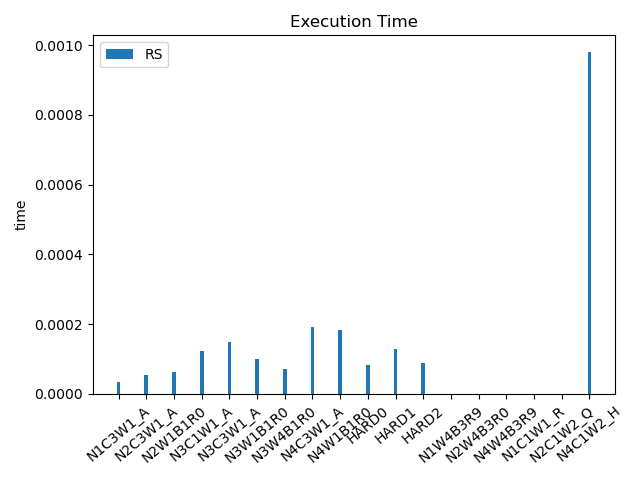 Execution Time
RS
time
0.0010
0.0008
0.0006
0.0004
0.0002
0.0000
N1C3W1_A
N2C3W1_A
N2W1B1R0
N3C1W1_A
N3C3W1_A
N3W1B1R0
N3W4B1R0
N4C3W1_A
N4W1B1R0
HARD0
HARD1
HARD2
N1W4B3R9
N2W4B3R0
N4W4B3R9
N1C1W1_R
N2C1W2_Q
N4C1W2_H